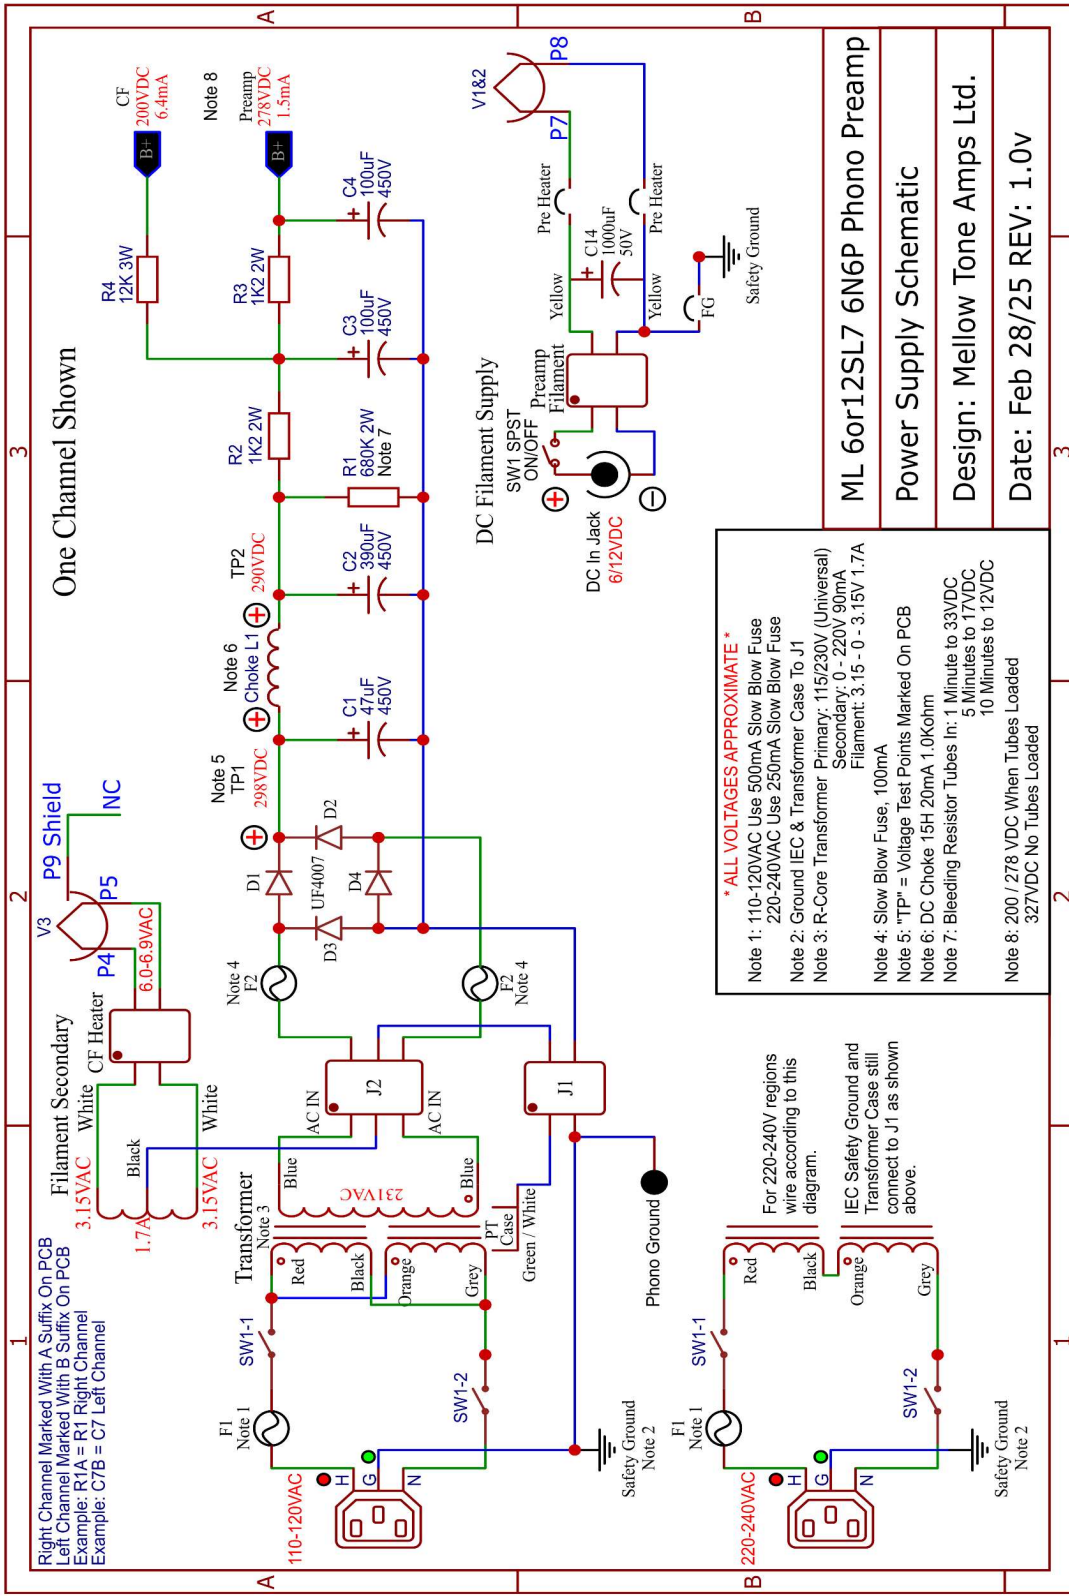 Right Channel Marked With A Suffix On PCB
Left Channel Marked With B Suffix On PCB
Example: R1A = R1 Right Channel
Example: C7B = C7 Left Channel
1
2
3
A
B
A
B
1
2
3
One Channel Shown
Filament Secondary
3.15VAC
White
Black
1.7A
3.15VAC
White
CF Heater
V3
P4
P5
6.0-6.9VAC
P9 Shield
NC
110-120VAC
H
G
N
F1
Note 1
SW1-1
SW1-2
Safety Ground
Note 2
Transformer
Note 3
Red
Black
Orange
Grey
231VAC
Blue
Blue
PT
Case
Green / White
Phono Ground
AC IN
J2
AC IN
J1
Note 4
F2
F2
Note 4
D1
D2
D3
D4
UF4007
Note 5
TP1
298VDC
Note 6
Choke L1
TP2
290VDC
C1
47uF
450V
C2
390uF
450V
R1
680K 2W
Note 7
R2
1K2 2W
C3
100uF
450V
R3
1K2 2W
C4
100uF
450V
R4
12K 3W
B+
CF
200VDC
6.4mA
Note 8
B+
Preamp
278VDC
1.5mA
DC Filament Supply
SW1 SPST
ON/OFF
DC In Jack
6/12VDC
Preamp
Filament
Yellow
Yellow
C14
1000uF
50V
Pre Heater
Pre Heater
FG
Safety Ground
V1&2
P7
P8
220-240VAC
H
G
N
F1
Note 1
SW1-1
SW1-2
Safety Ground
Note 2
Red
Black
Orange
Grey
For 220-240V regions
wire according to this
diagram.
IEC Safety Ground and
Transformer Case still
connect to J1 as shown
above.
* ALL VOLTAGES APPROXIMATE *
Note 1: 110-120VAC Use 500mA Slow Blow Fuse
220-240VAC Use 250mA Slow Blow Fuse
Note 2: Ground IEC & Transformer Case To J1
Note 3: R-Core Transformer Primary: 115/230V (Universal)
Secondary: 0 - 220V 90mA
Filament: 3.15 - 0 - 3.15V 1.7A
Note 4: Slow Blow Fuse, 100mA
Note 5: "TP" = Voltage Test Points Marked On PCB
Note 6: DC Choke 15H 20mA 1.0Kohm
Note 7: Bleeding Resistor Tubes In: 1 Minute to 33VDC
5 Minutes to 17VDC
10 Minutes to 12VDC
Note 8: 200 / 278 VDC When Tubes Loaded
327VDC No Tubes Loaded
ML 6or12SL7 6N6P Phono Preamp
Power Supply Schematic
Design: Mellow Tone Amps Ltd.
Date: Feb 28/25 REV: 1.0v